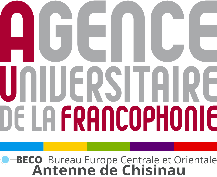 AGENCE
UNIVERSITAIRE
DE LA FRANCOPHONIE
BECO Bureau Europe Centrale et Orientale
Antenne de Chisinau